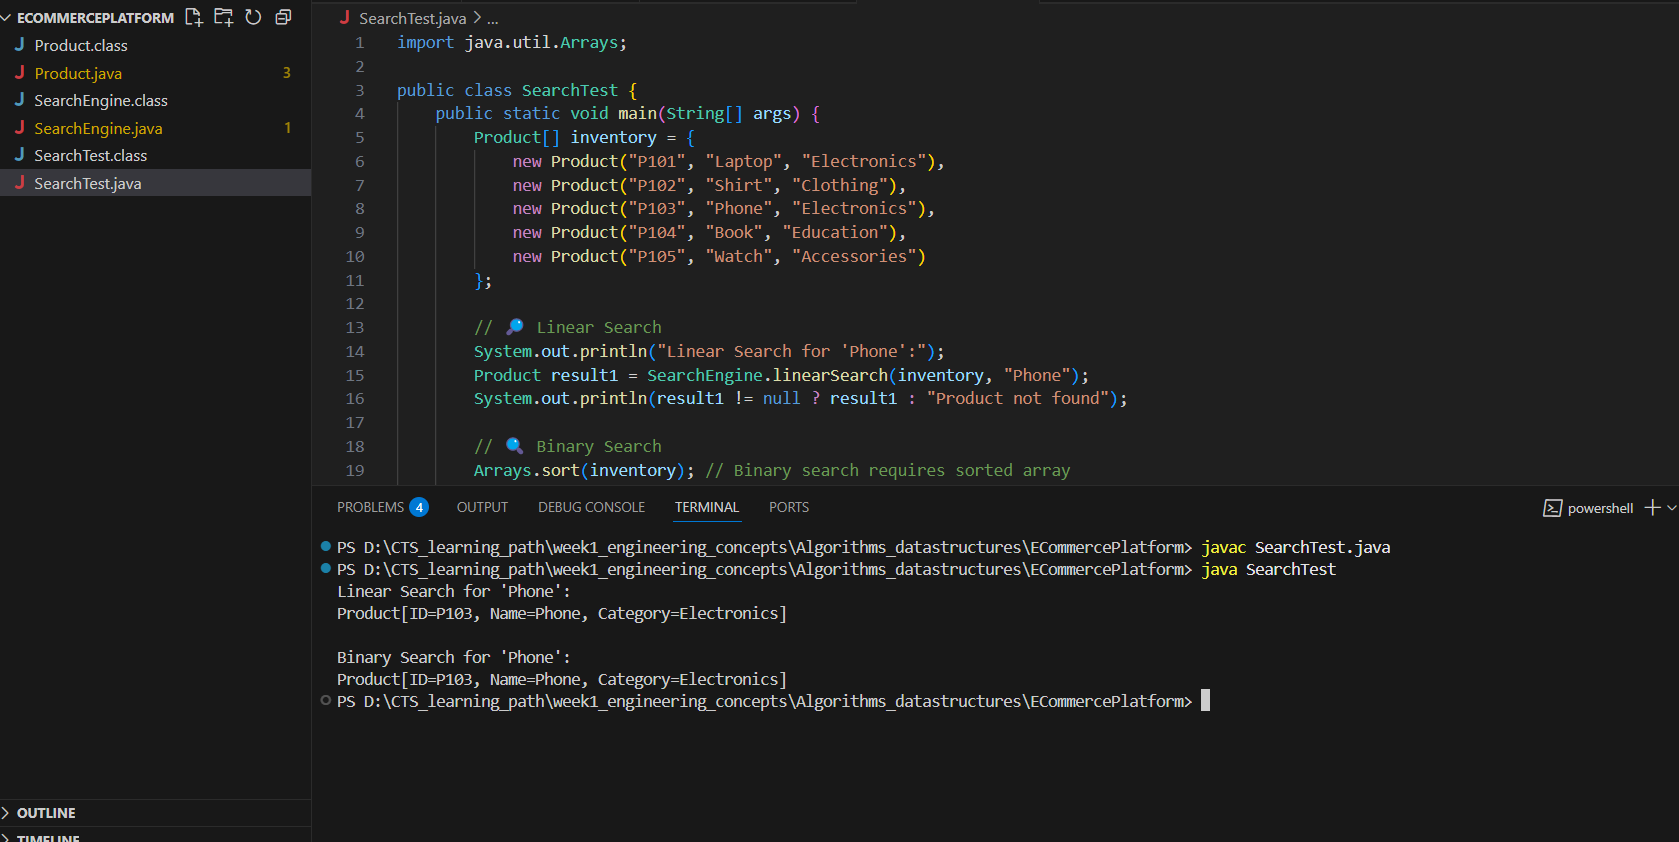 ECOMMERCEPLATFORM
Product.class
Product.java 3
SearchEngine.class
SearchEngine.java 1
SearchTest.class
SearchTest.java
OUTLINE
TIMELINE
SearchTest.java > ...
1 import java.util.Arrays;
2
3 public class SearchTest {
4 public static void main(String[] args) {
5 Product[] inventory = {
6 new Product("P101", "Laptop", "Electronics"),
7 new Product("P102", "Shirt", "Clothing"),
8 new Product("P103", "Phone", "Electronics"),
9 new Product("P104", "Book", "Education"),
10 new Product("P105", "Watch", "Accessories")
11 };
12
13 // 🔎 Linear Search
14 System.out.println("Linear Search for 'Phone':");
15 Product result1 = SearchEngine.linearSearch(inventory, "Phone");
16 System.out.println(result1 != null ? result1 : "Product not found");
17
18 // 🔍 Binary Search
19 Arrays.sort(inventory); // Binary search requires sorted array
PROBLEMS 4 OUTPUT DEBUG CONSOLE TERMINAL PORTS powershell
PS D:\CTS_learning_path\week1_engineering_concepts\Algorithms_datastructures\ECommercePlatform> javac SearchTest.java
PS D:\CTS_learning_path\week1_engineering_concepts\Algorithms_datastructures\ECommercePlatform> java SearchTest
Linear Search for 'Phone':
Product[ID=P103, Name=Phone, Category=Electronics]
Binary Search for 'Phone':
Product[ID=P103, Name=Phone, Category=Electronics]
PS D:\CTS_learning_path\week1_engineering_concepts\Algorithms_datastructures\ECommercePlatform>